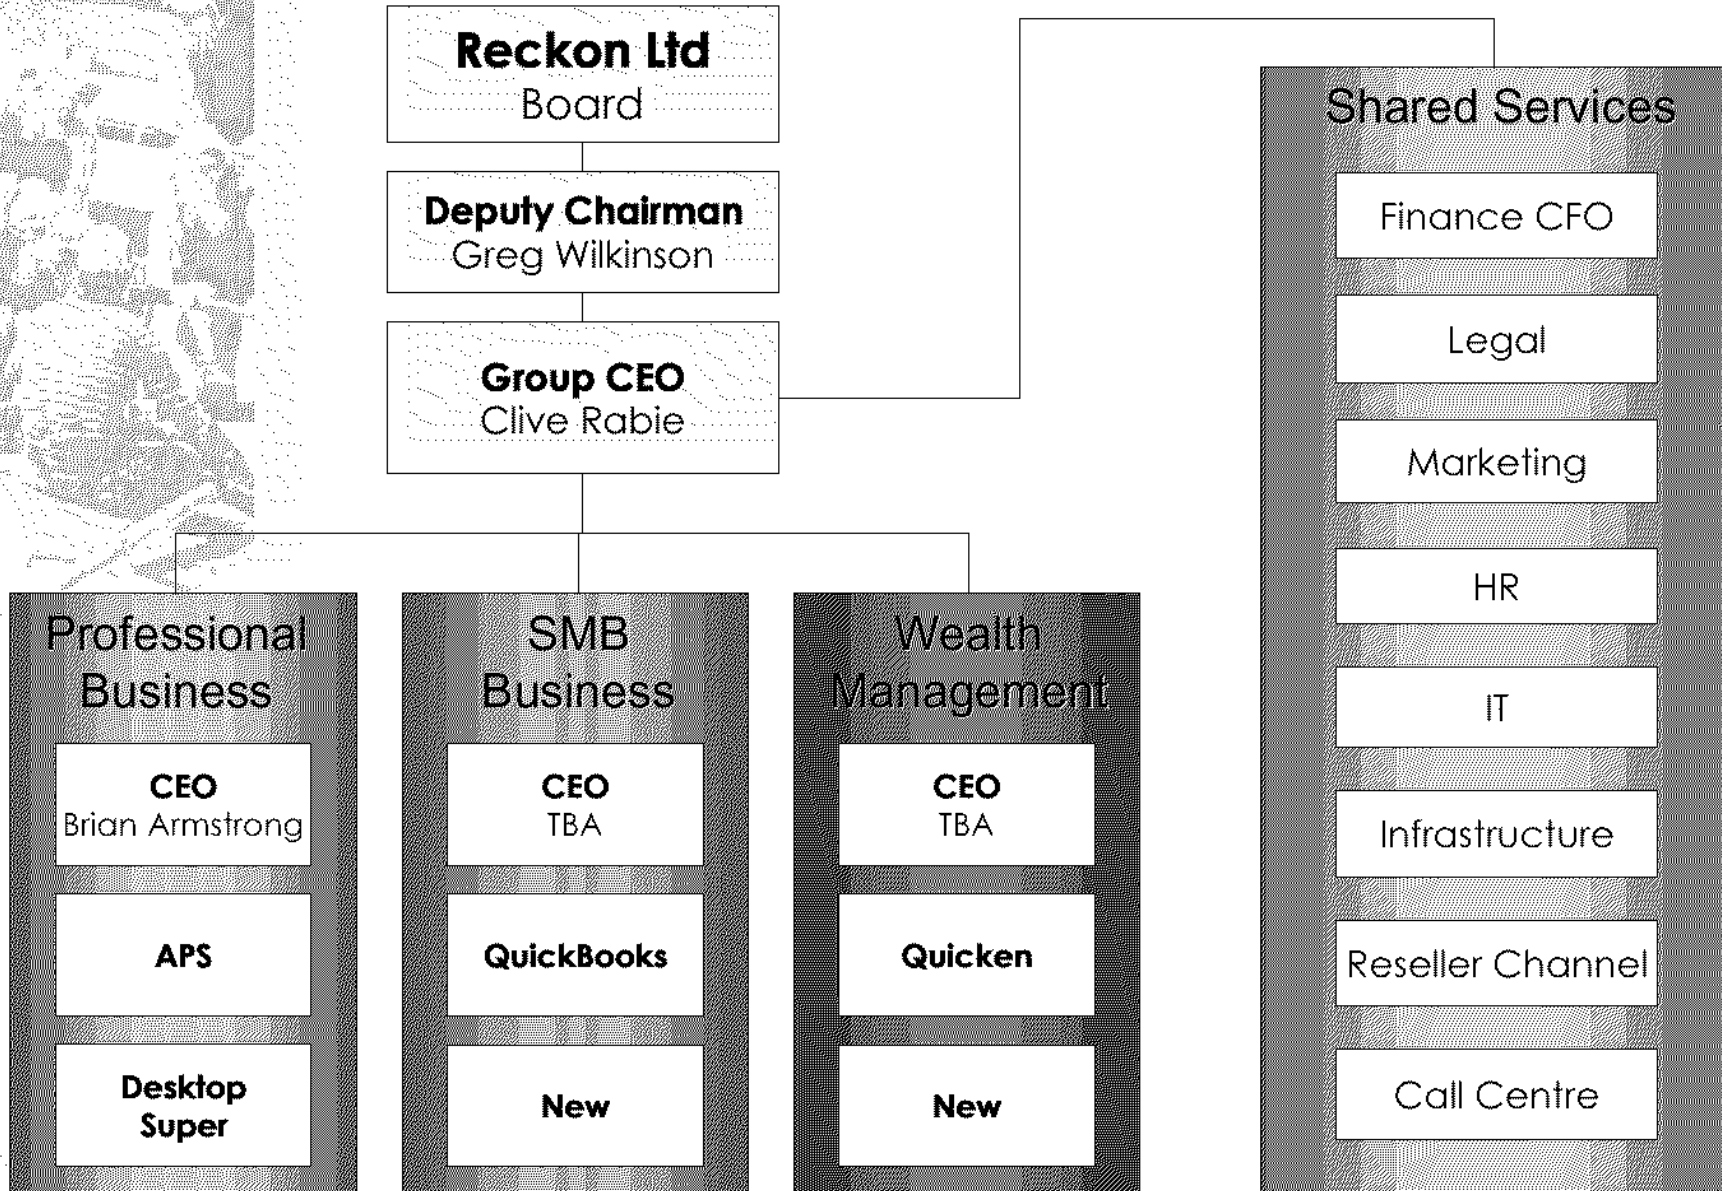 Reckon Ltd
Board
Deputy Chairman
Greg Wilkinson
Group CEO
Clive Rabie
Professional
Business
CEO
Brian Armstrong
APS
Desktop
Super
SMB
Business
CEO
TBA
QuickBooks
New
Wealth
Management
CEO
TBA
Quicken
New
Shared Services
Finance CFO
Legal
Marketing
HR
IT
Infrastructure
Reseller Channel
Call Centre